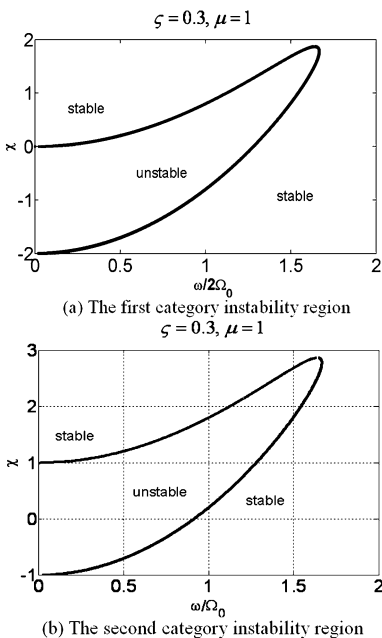 ς = 0.3, μ = 1
2
1
χ 0
-1
-2
stable
unstable
stable
0 0.5 1 1.5 2
ω/2Ω₀
(a) The first category instability region
ς = 0.3, μ = 1
3
2
1
χ
0
-1
stable
unstable
stable
0 0.5 1 1.5 2
ω/Ω₀
(b) The second category instability region